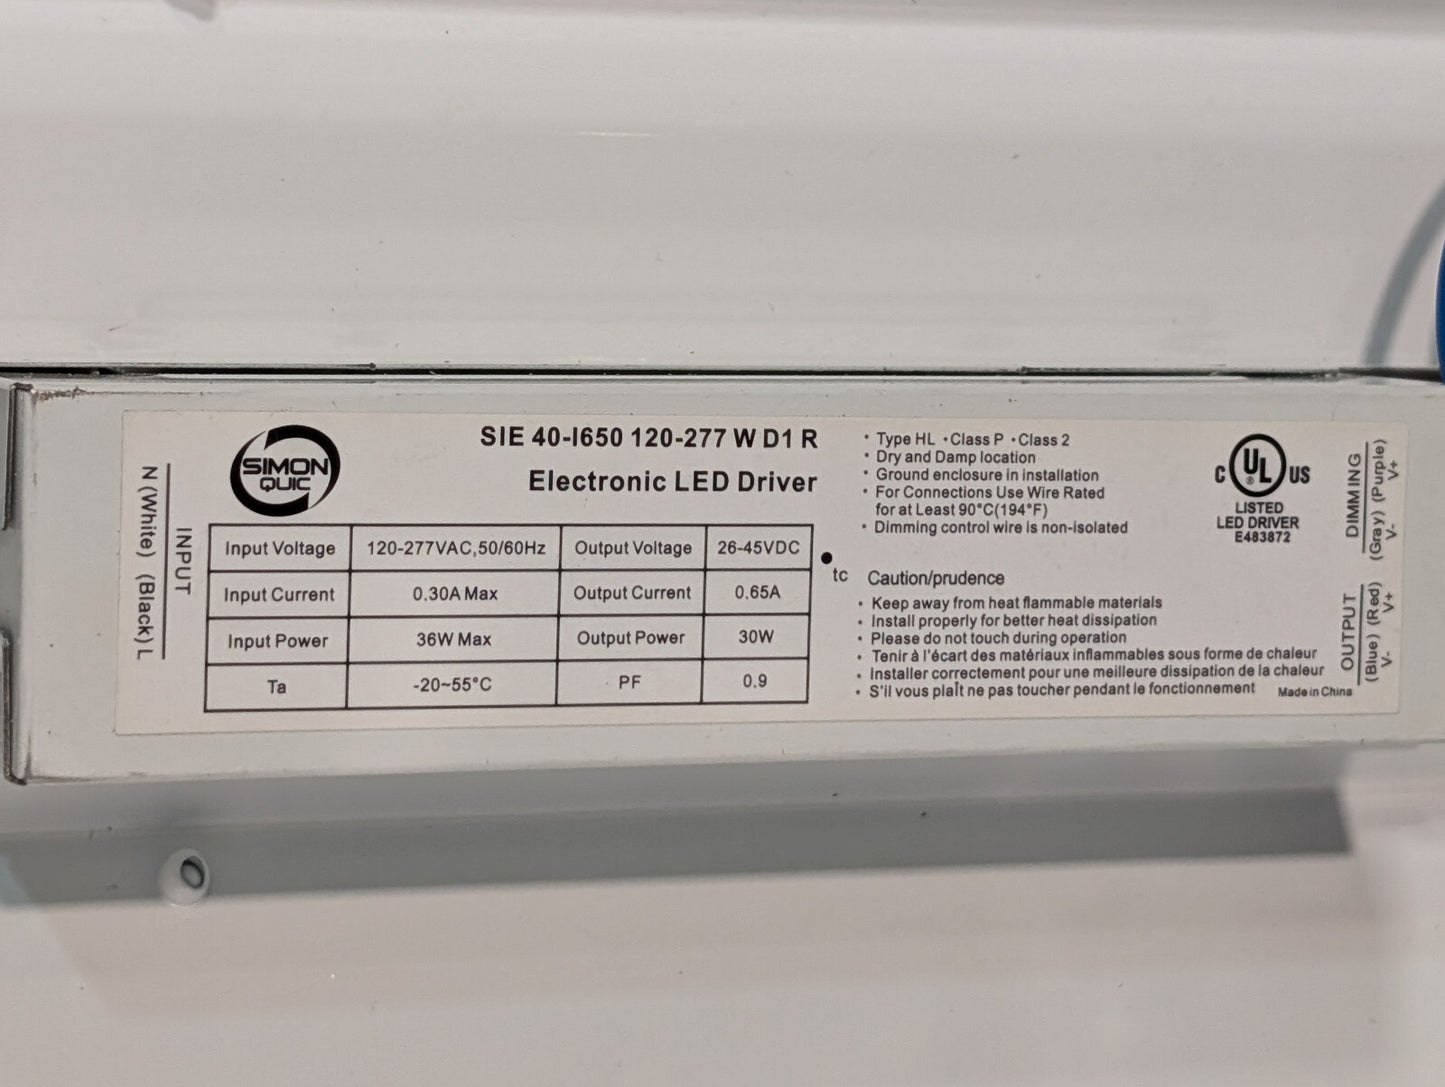 SIMON
QUIC
SIE 40-I650 120-277 W D1 R
Electronic LED Driver
N (White) (Black) L
INPUT
Input Voltage 120-277VAC,50/60Hz Output Voltage 26-45VDC
Input Current 0.30A Max Output Current 0.65A
Input Power 36W Max Output Power 30W
Ta -20~55°C PF 0.9
• tc
• Type HL • Class P • Class 2
• Dry and Damp location
• Ground enclosure in installation
• For Connections Use Wire Rated
for at Least 90°C(194°F)
• Dimming control wire is non-isolated
Caution/prudence
• Keep away from heat flammable materials
• Install properly for better heat dissipation
• Please do not touch during operation
• Tenir à l'écart des matériaux inflammables sous forme de chaleur
• Installer correctement pour une meilleure dissipation de la chaleur
• S'il vous plaît ne pas toucher pendant le fonctionnement
Made in China
C UL ® US
LISTED
LED DRIVER
E483872
DIMMING
(Gray) (Purple)
V- V+
OUTPUT
(Blue) (Red)
V- V+